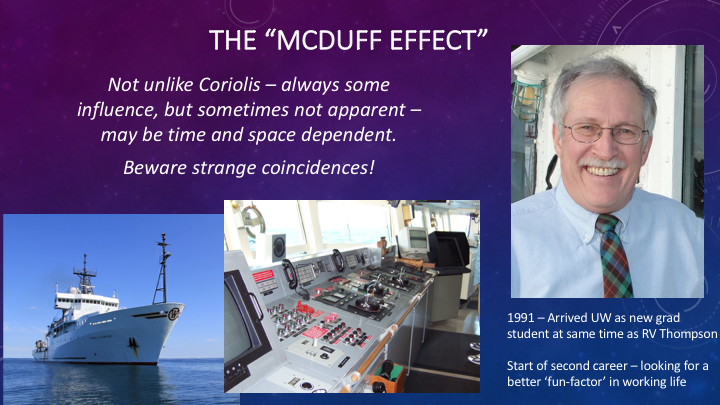 THE “MCDUFF EFFECT”
Not unlike Coriolis – always some
influence, but sometimes not apparent –
may be time and space dependent.
Beware strange coincidences!
1991 – Arrived UW as new grad
student at same time as RV Thompson
Start of second career – looking for a
better ‘fun-factor’ in working life